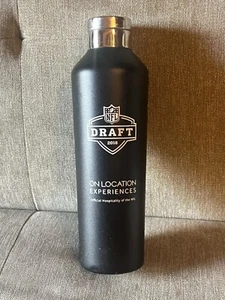 NFL
DRAFT
2018
ON LOCATION
EXPERIENCES
Official Hospitality of the NFL